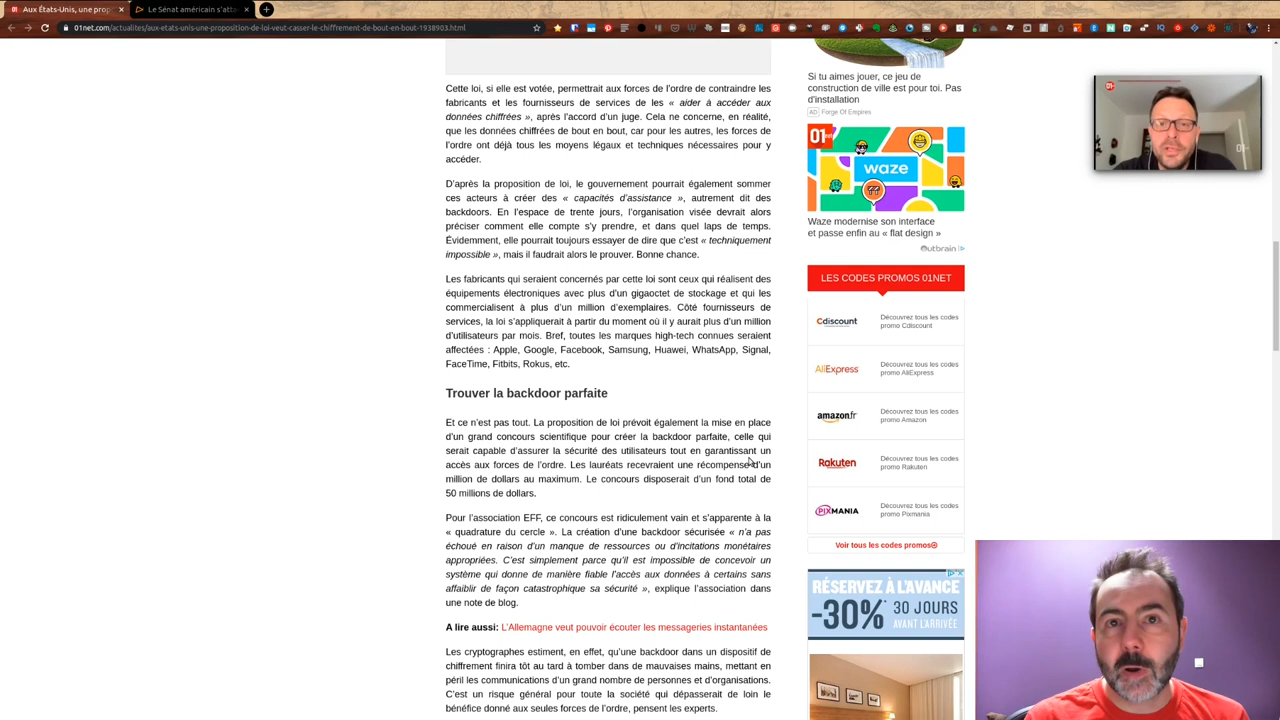 Aux États-Unis, une prop
Le Sénat américain s'atta
01net.com/actualites/aux-etats-unis-une-proposition-de-loi-veut-casser-le-chiffrement-de-bout-en-bout-1938903.html
Cette loi, si elle est votée, permettrait aux forces de l'ordre de contraindre les
fabricants et les fournisseurs de services de les « aider à accéder aux
données chiffrées », après l'accord d'un juge. Cela ne concerne, en réalité,
que les données chiffrées de bout en bout, car pour les autres, les forces de
l'ordre ont déjà tous les moyens légaux et techniques nécessaires pour y
accéder.
D'après la proposition de loi, le gouvernement pourrait également sommer
ces acteurs à créer des « capacités d'assistance », autrement dit des
backdoors. En l'espace de trente jours, l'organisation visée devrait alors
préciser comment elle compte s'y prendre, et dans quel laps de temps.
Évidemment, elle pourrait toujours essayer de dire que c'est « techniquement
impossible », mais il faudrait alors le prouver. Bonne chance.
Les fabricants qui seraient concernés par cette loi sont ceux qui réalisent des
équipements électroniques avec plus d'un gigaoctet de stockage et qui les
commercialisent à plus d'un million d'exemplaires. Côté fournisseurs de
services, la loi s'appliquerait à partir du moment où il y aurait plus d'un million
d'utilisateurs par mois. Bref, toutes les marques high-tech connues seraient
affectées : Apple, Google, Facebook, Samsung, Huawei, WhatsApp, Signal,
FaceTime, Fitbits, Rokus, etc.
Trouver la backdoor parfaite
Et ce n'est pas tout. La proposition de loi prévoit également la mise en place
d'un grand concours scientifique pour créer la backdoor parfaite, celle qui
serait capable d'assurer la sécurité des utilisateurs tout en garantissant un
accès aux forces de l'ordre. Les lauréats recevraient une récompense d'un
million de dollars au maximum. Le concours disposerait d'un fond total de
50 millions de dollars.
Pour l'association EFF, ce concours est ridiculement vain et s'apparente à la
« quadrature du cercle ». La création d'une backdoor sécurisée « n'a pas
échoué en raison d'un manque de ressources ou d'incitations monétaires
appropriées. C'est simplement parce qu'il est impossible de concevoir un
système qui donne de manière fiable l'accès aux données à certains sans
affaiblir de façon catastrophique sa sécurité », explique l'association dans
une note de blog.
A lire aussi: L'Allemagne veut pouvoir écouter les messageries instantanées
Les cryptographes estiment, en effet, qu'une backdoor dans un dispositif de
chiffrement finira tôt au tard à tomber dans de mauvaises mains, mettant en
péril les communications d'un grand nombre de personnes et d'organisations.
C'est un risque général pour toute la société qui dépasserait de loin le
bénéfice donné aux seules forces de l'ordre, pensent les experts.
Si tu aimes jouer, ce jeu de
construction de ville est pour toi. Pas
d'installation
AD Forge Of Empires
01
waze
Waze modernise son interface
et passe enfin au « flat design »
Outbrain
LES CODES PROMOS 01NET
Cdiscount
Découvrez tous les codes
promo Cdiscount
AliExpress
Découvrez tous les codes
promo AliExpress
amazon.fr
Découvrez tous les codes
promo Amazon
Rakuten
Découvrez tous les codes
promo Rakuten
PIXMANIA
Découvrez tous les codes
promo Pixmania
Voir tous les codes promos
RÉSERVEZ À L'AVANCE
-30% 30 JOURS
AVANT L'ARRIVÉE